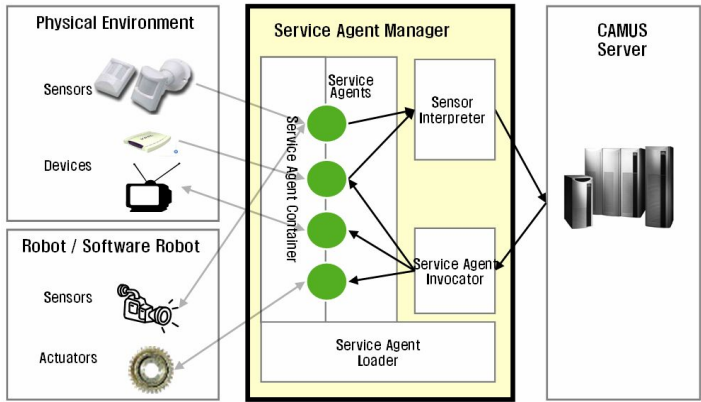 Physical Environment
Sensors
Devices
Robot / Software Robot
Sensors
Actuators
Service Agent Manager
Service
Agents
Service Agent Container
Sensor
Interpreter
Service Agent
Invocator
Service Agent
Loader
CAMUS
Server